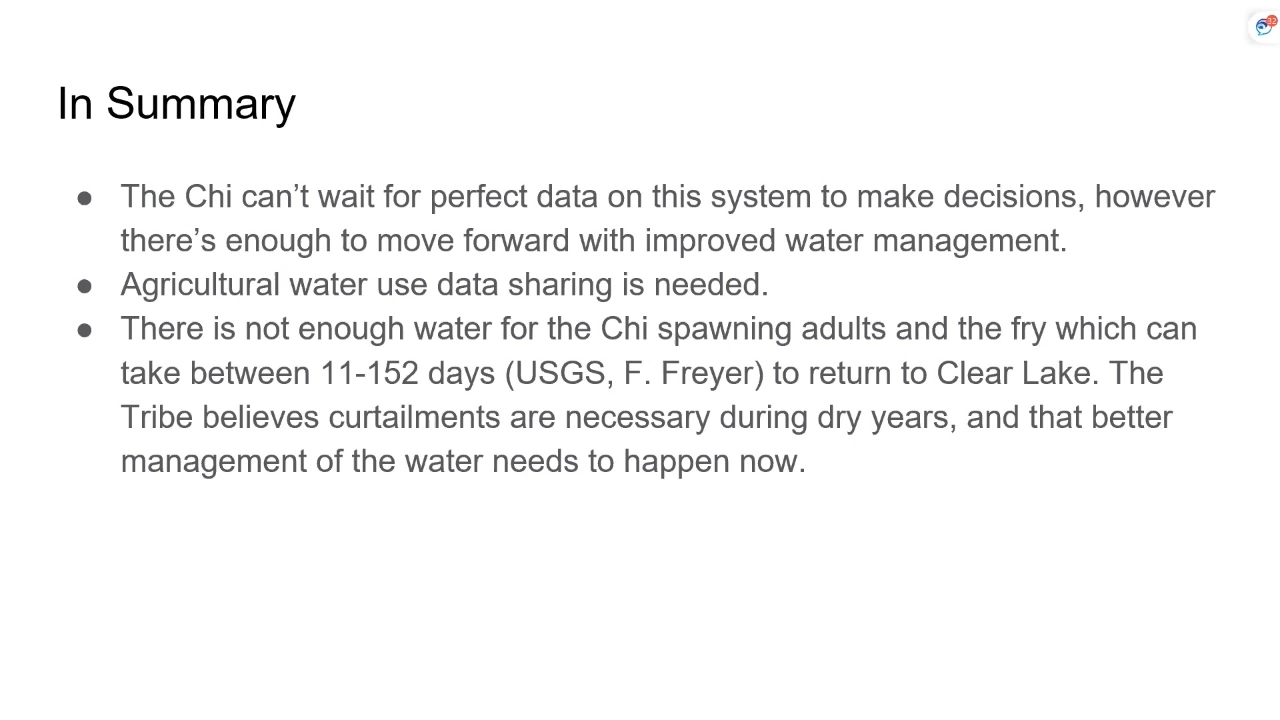 In Summary
● The Chi can’t wait for perfect data on this system to make decisions, however
there’s enough to move forward with improved water management.
● Agricultural water use data sharing is needed.
● There is not enough water for the Chi spawning adults and the fry which can
take between 11-152 days (USGS, F. Freyer) to return to Clear Lake. The
Tribe believes curtailments are necessary during dry years, and that better
management of the water needs to happen now.